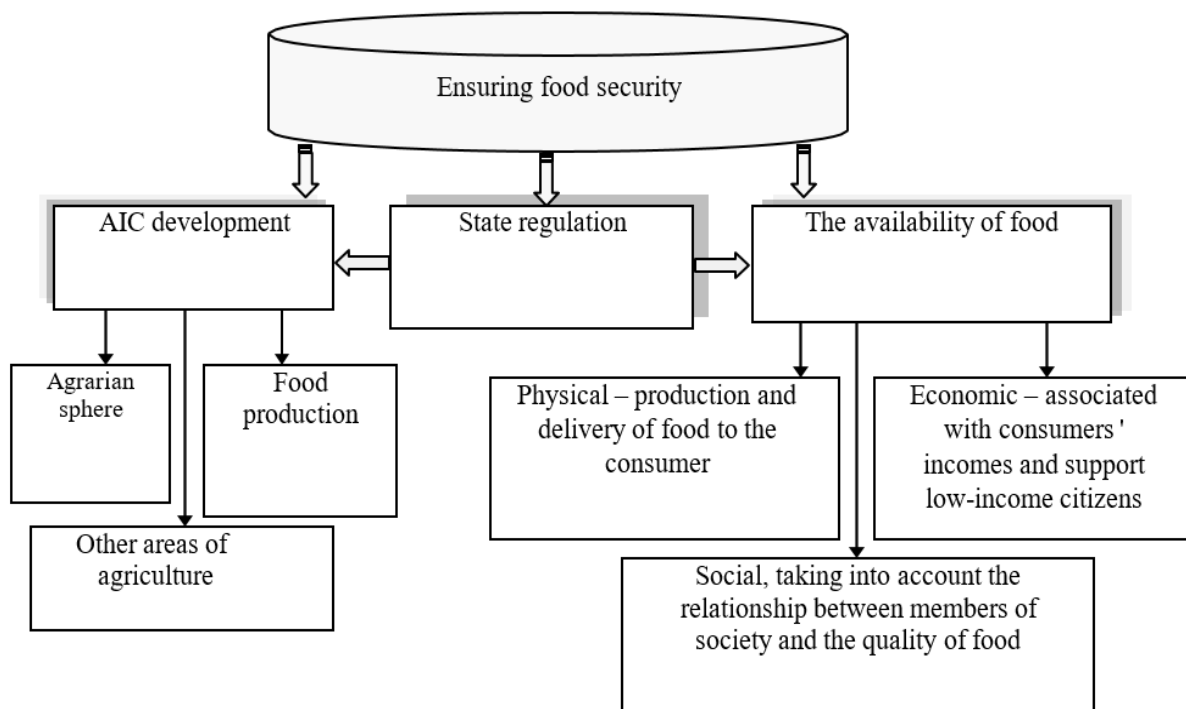 Ensuring food security
AIC development
State regulation
The availability of food
Agrarian
sphere
Food
production
Physical – production and
delivery of food to the
consumer
Economic – associated
with consumers '
incomes and support
low-income citizens
Other areas of
agriculture
Social, taking into account the
relationship between members of
society and the quality of food